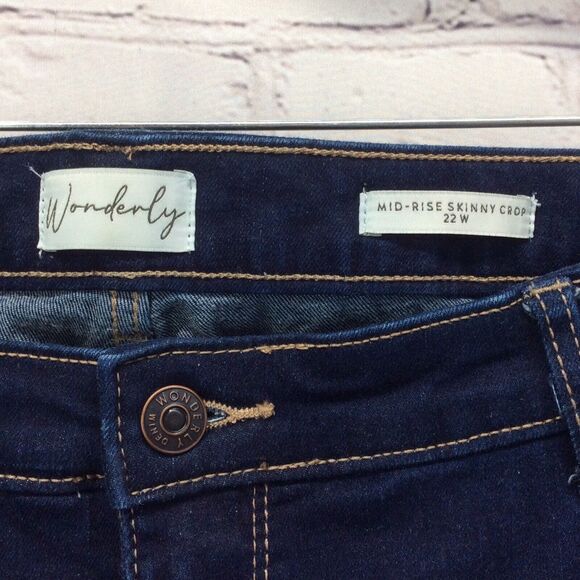 Wonderly
MID-RISE SKINNY CROP
22 W
WONDERLY DENIM